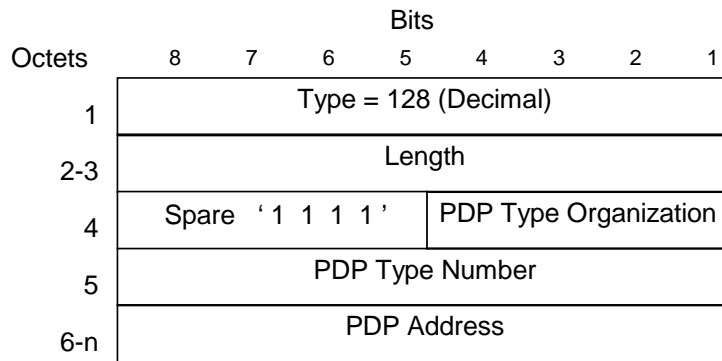 Bits
Octets 8 7 6 5 4 3 2 1
1 Type = 128 (Decimal)
2-3 Length
4 Spare ‘ 1 1 1 1 ’ PDP Type Organization
5 PDP Type Number
6-n PDP Address